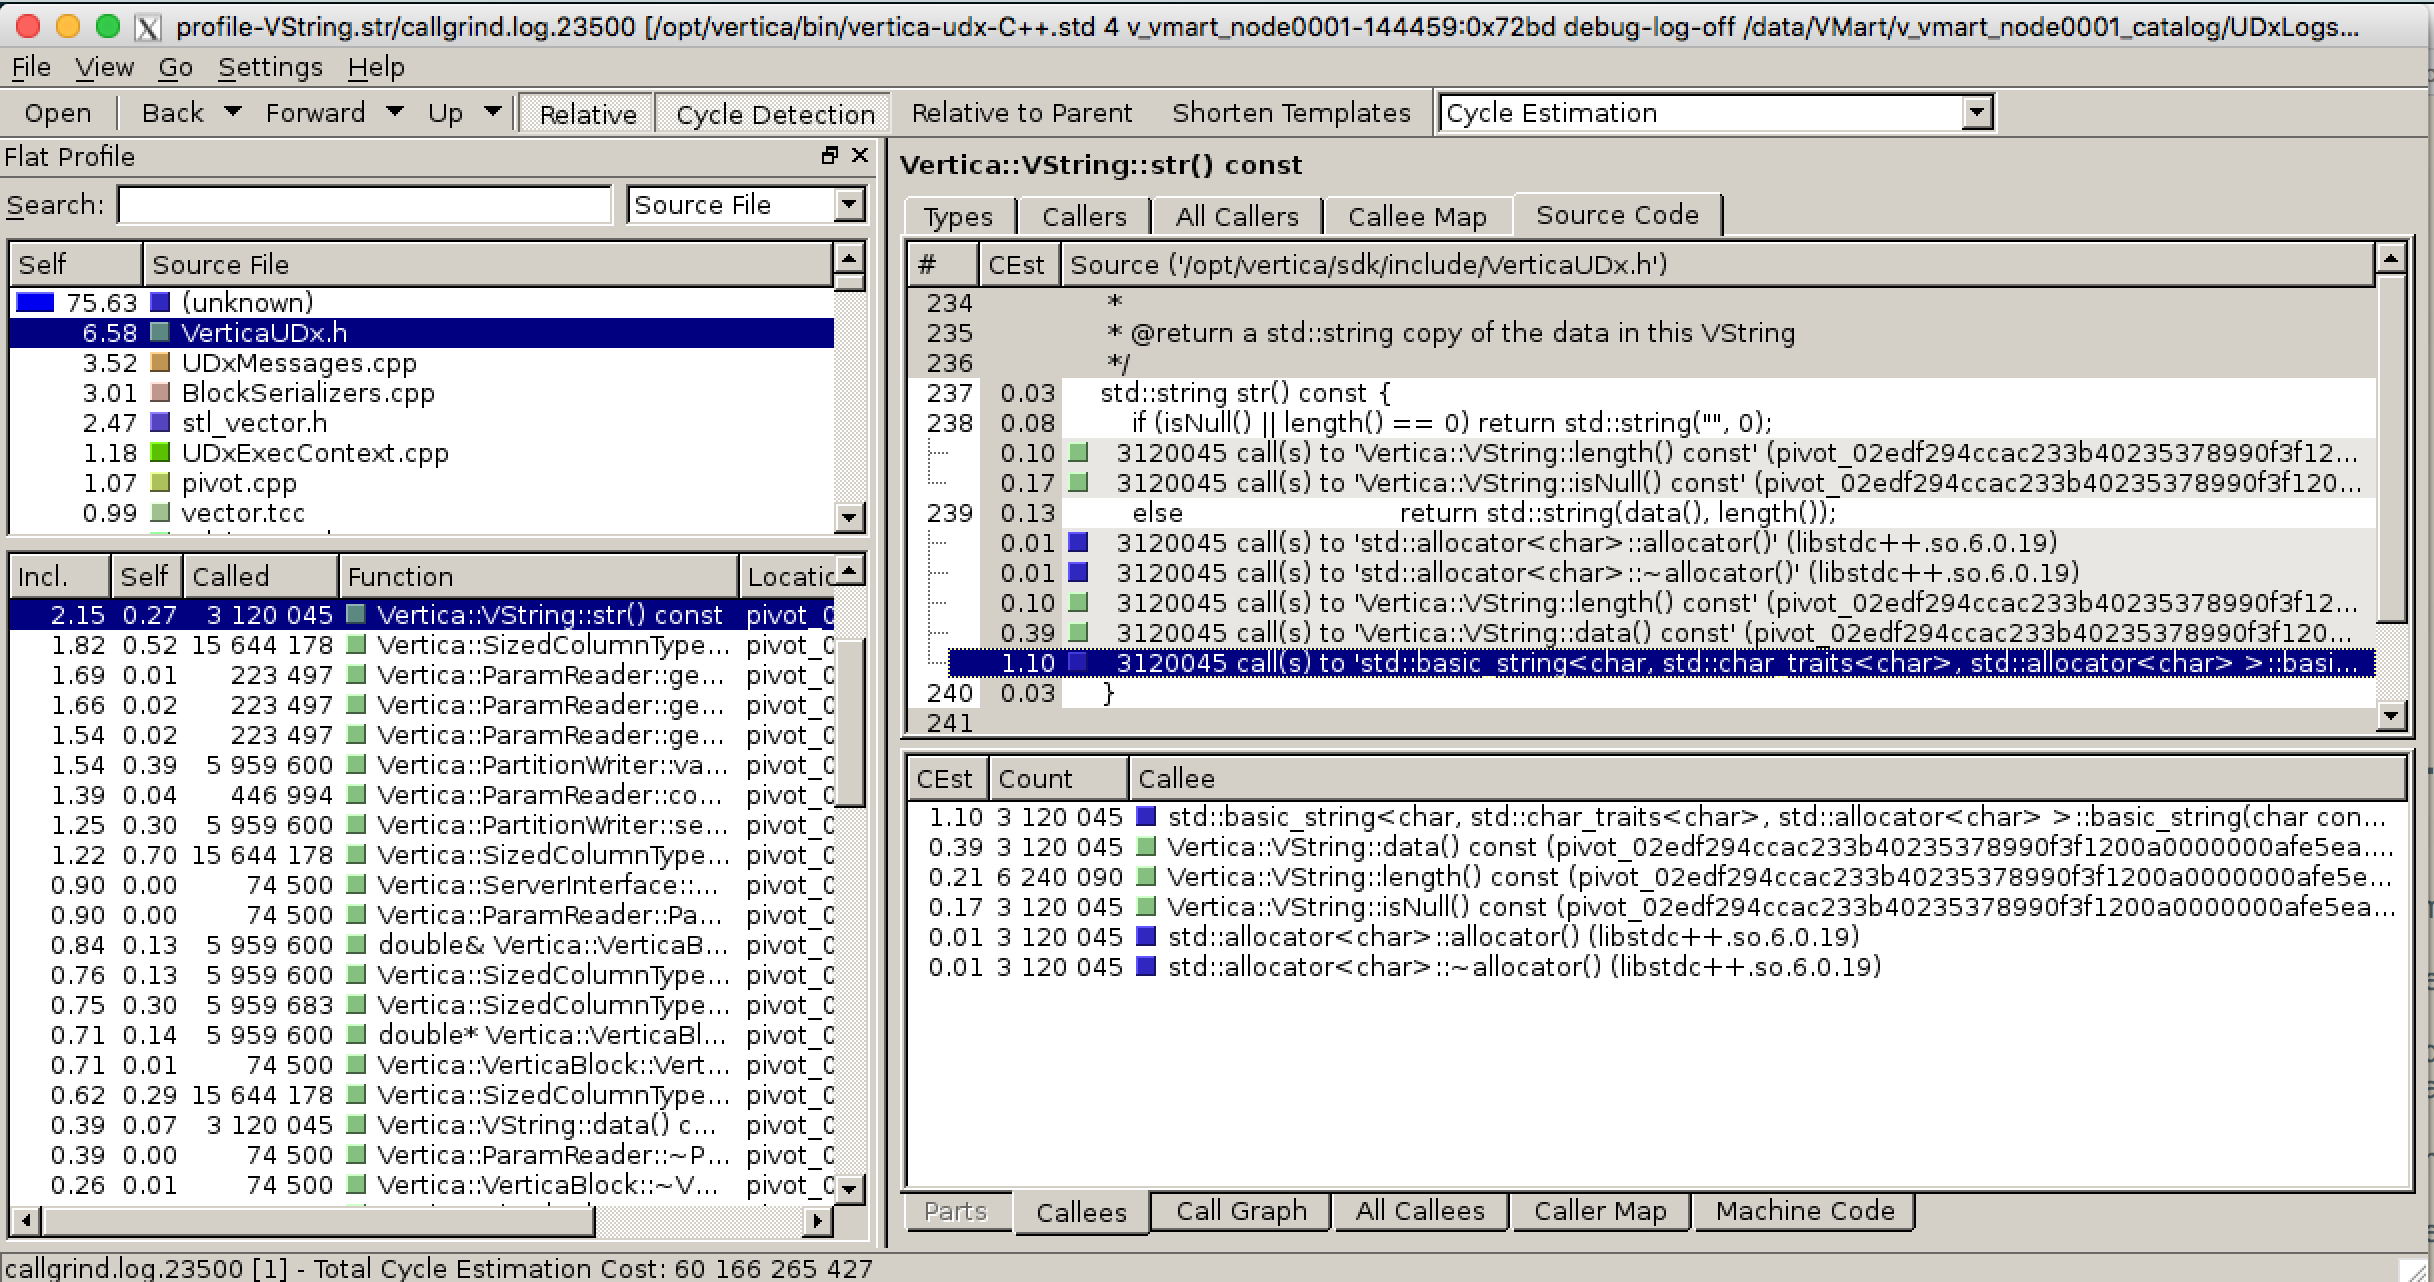 profile-VString.str/callgrind.log.23500 [/opt/vertica/bin/vertica-udx-C++.std 4 v_vmart_node0001-144459:0x72bd debug-log-off /data/VMart/v_vmart_node0001_catalog/UDxLogs...
File View Go Settings Help
Open Back Forward Up Relative Cycle Detection Relative to Parent Shorten Templates Cycle Estimation
Flat Profile
Search: Source File
Self Source File
75.63 (unknown)
6.58 VerticaUDx.h
3.52 UDxMessages.cpp
3.01 BlockSerializers.cpp
2.47 stl_vector.h
1.18 UDxExecContext.cpp
1.07 pivot.cpp
0.99 vector.tcc
Incl. Self Called Function Locatic
2.15 0.27 3 120 045 Vertica::VString::str() const pivot_0
1.82 0.52 15 644 178 Vertica::SizedColumnType... pivot_0
1.69 0.01 223 497 Vertica::ParamReader::ge... pivot_0
1.66 0.02 223 497 Vertica::ParamReader::ge... pivot_0
1.54 0.02 223 497 Vertica::ParamReader::ge... pivot_0
1.54 0.39 5 959 600 Vertica::PartitionWriter::va... pivot_0
1.39 0.04 446 994 Vertica::ParamReader::co... pivot_0
1.25 0.30 5 959 600 Vertica::PartitionWriter::se... pivot_0
1.22 0.70 15 644 178 Vertica::SizedColumnType... pivot_0
0.90 0.00 74 500 Vertica::ServerInterface::... pivot_0
0.90 0.00 74 500 Vertica::ParamReader::Pa... pivot_0
0.84 0.13 5 959 600 double& Vertica::VerticaB... pivot_0
0.76 0.13 5 959 600 Vertica::SizedColumnType... pivot_0
0.75 0.30 5 959 683 Vertica::SizedColumnType... pivot_0
0.71 0.14 5 959 600 double* Vertica::VerticaBl... pivot_0
0.71 0.01 74 500 Vertica::VerticaBlock::Vert... pivot_0
0.62 0.29 15 644 178 Vertica::SizedColumnType... pivot_0
0.39 0.07 3 120 045 Vertica::VString::data() c... pivot_0
0.39 0.00 74 500 Vertica::ParamReader::~P... pivot_0
0.26 0.01 74 500 Vertica::VerticaBlock::~V... pivot_0
Vertica::VString::str() const
Types Callers All Callers Callee Map Source Code
# CEst Source ('/opt/vertica/sdk/include/VerticaUDx.h')
234 *
235 * @return a std::string copy of the data in this VString
236 */
237 0.03 std::string str() const {
238 0.08 if (isNull() || length() == 0) return std::string("", 0);
0.10 3120045 call(s) to 'Vertica::VString::length() const' (pivot_02edf294ccac233b40235378990f3f12...
0.17 3120045 call(s) to 'Vertica::VString::isNull() const' (pivot_02edf294ccac233b40235378990f3f120...
239 0.13 else return std::string(data(), length());
0.01 3120045 call(s) to 'std::allocator<char>::allocator()' (libstdc++.so.6.0.19)
0.01 3120045 call(s) to 'std::allocator<char>::~allocator()' (libstdc++.so.6.0.19)
0.10 3120045 call(s) to 'Vertica::VString::length() const' (pivot_02edf294ccac233b40235378990f3f12...
0.39 3120045 call(s) to 'Vertica::VString::data() const' (pivot_02edf294ccac233b40235378990f3f120...
1.10 3120045 call(s) to 'std::basic_string<char, std::char_traits<char>, std::allocator<char> >::basi...
240 0.03 }
241
CEst Count Callee
1.10 3 120 045 std::basic_string<char, std::char_traits<char>, std::allocator<char> >::basic_string(char con...
0.39 3 120 045 Vertica::VString::data() const (pivot_02edf294ccac233b40235378990f3f1200a0000000afe5ea....
0.21 6 240 090 Vertica::VString::length() const (pivot_02edf294ccac233b40235378990f3f1200a0000000afe5e...
0.17 3 120 045 Vertica::VString::isNull() const (pivot_02edf294ccac233b40235378990f3f1200a0000000afe5ea...
0.01 3 120 045 std::allocator<char>::allocator() (libstdc++.so.6.0.19)
0.01 3 120 045 std::allocator<char>::~allocator() (libstdc++.so.6.0.19)
Parts Callees Call Graph All Callees Caller Map Machine Code
callgrind.log.23500 [1] - Total Cycle Estimation Cost: 60 166 265 427